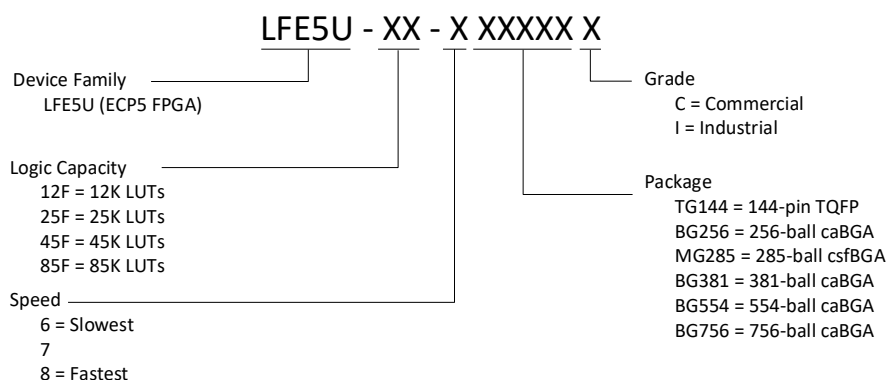 LFE5U - XX - X XXXXX X
Device Family
LFE5U (ECP5 FPGA)
Logic Capacity
12F = 12K LUTs
25F = 25K LUTs
45F = 45K LUTs
85F = 85K LUTs
Speed
6 = Slowest
7
8 = Fastest
Grade
C = Commercial
I = Industrial
Package
TG144 = 144-pin TQFP
BG256 = 256-ball caBGA
MG285 = 285-ball csfBGA
BG381 = 381-ball caBGA
BG554 = 554-ball caBGA
BG756 = 756-ball caBGA